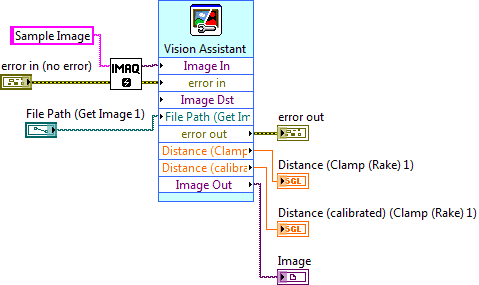 Sample Image
Vision Assistant
error in (no error)
IMAQ
Image In
error in
Image Dst
File Path (Get Image 1)
File Path (Get Im
error out
error out
Distance (Clamp
Distance (Clamp (Rake) 1)
SGL
Distance (calibra
Image Out
Distance (calibrated) (Clamp (Rake) 1)
SGL
Image